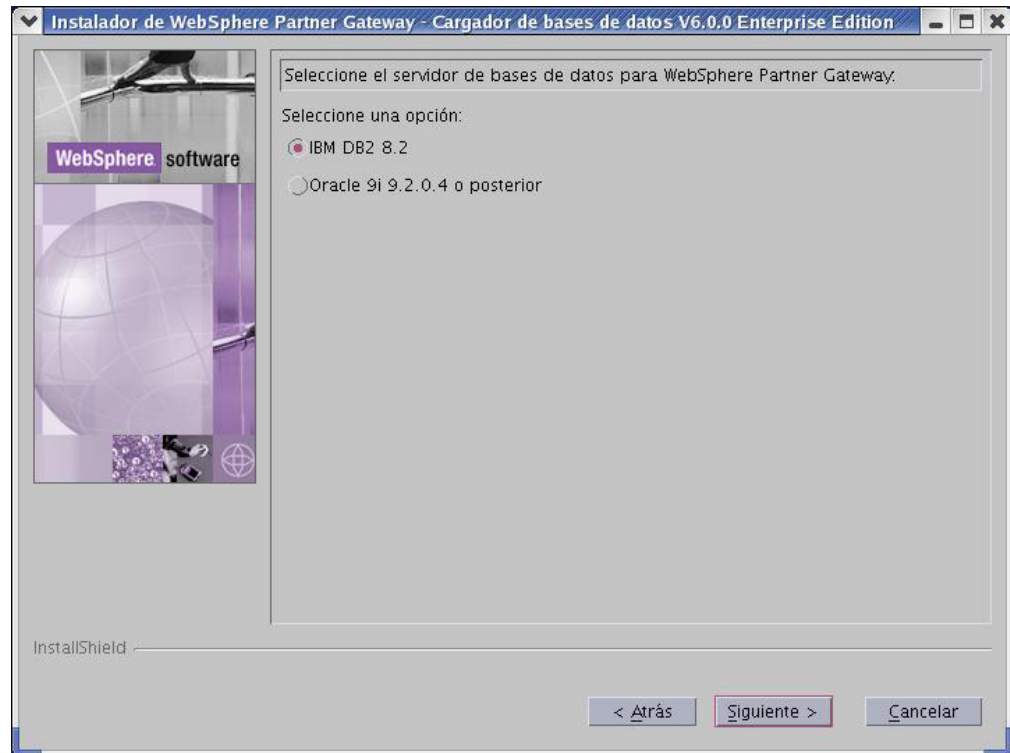 Instalador de WebSphere Partner Gateway - Cargador de bases de datos V6.0.0 Enterprise Edition
WebSphere software
Seleccione el servidor de bases de datos para WebSphere Partner Gateway:
Seleccione una opción:
IBM DB2 8.2
Oracle 9i 9.2.0.4 o posterior
InstallShield
< Atrás
Siguiente >
Cancelar